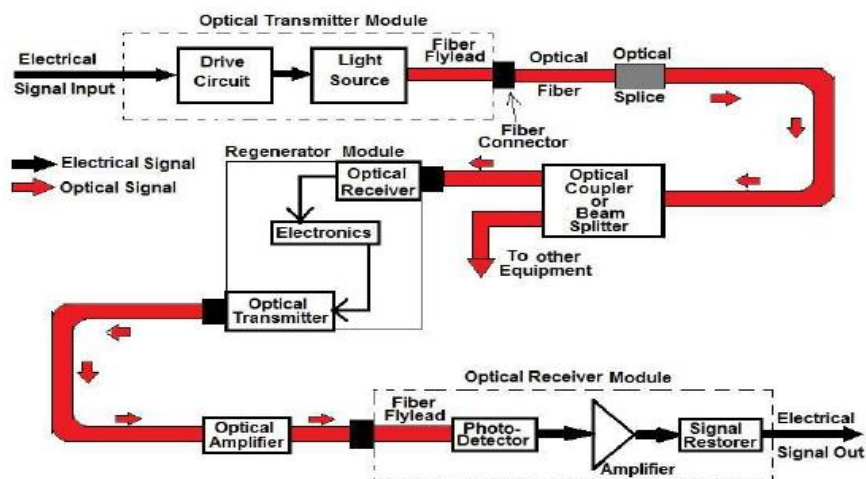 Optical Transmitter Module
Electrical
Signal Input
Drive
Circuit
Light
Source
Fiber
Flylead
Optical
Fiber
Optical
Splice
Fiber
Connector
Electrical Signal
Optical Signal
Regenerator Module
Optical
Receiver
Electronics
Optical
Transmitter
Optical
Coupler
or
Beam
Splitter
To other
Equipment
Optical
Amplifier
Optical Receiver Module
Fiber
Flylead
Photo-
Detector
Amplifier
Signal
Restorer
Electrical
Signal Out